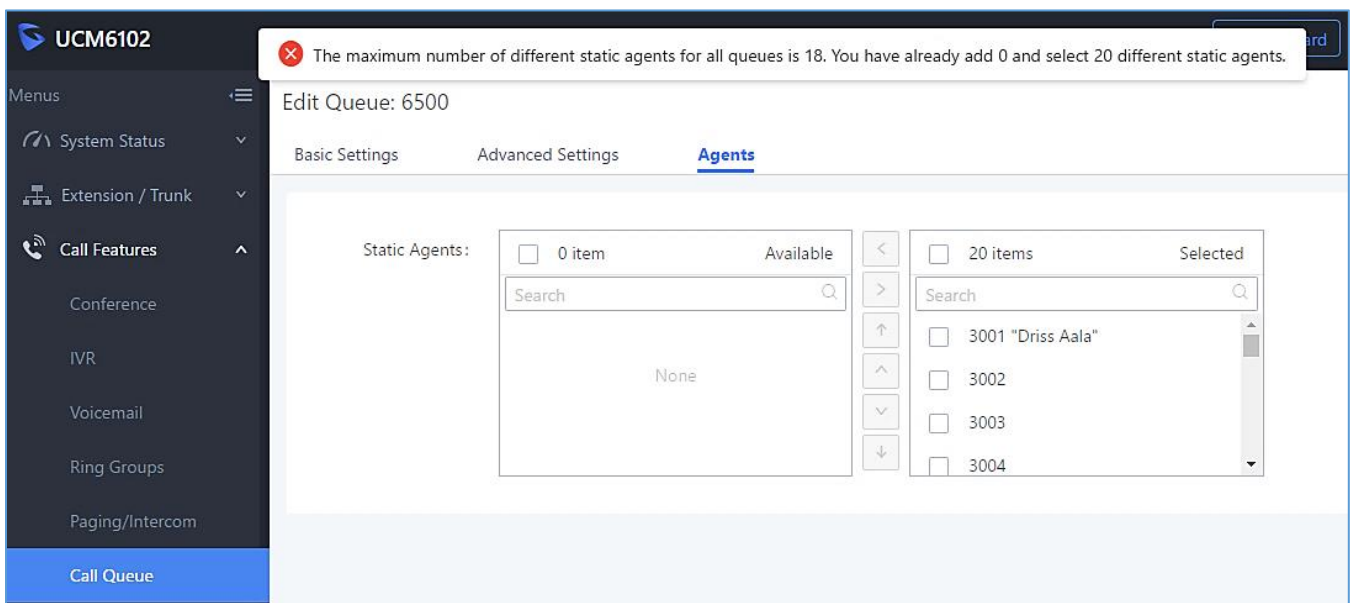 UCM6102
rd
The maximum number of different static agents for all queues is 18. You have already add 0 and select 20 different static agents.
Menus
Edit Queue: 6500
System Status
Basic Settings Advanced Settings Agents
Extension / Trunk
Call Features
Static Agents:
0 item Available
20 items Selected
Search
Search
3001 "Driss Aala"
None
3002
3003
3004
Conference
IVR
Voicemail
Ring Groups
Paging/Intercom
Call Queue